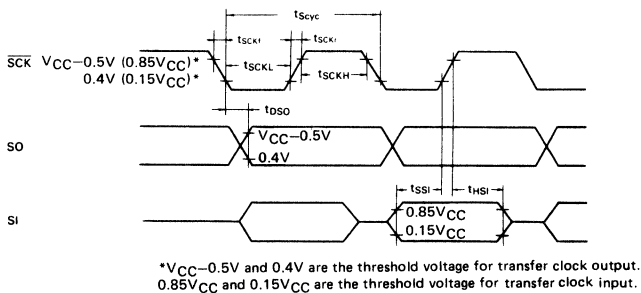 tScyc
tSCKf tSCKr
SCK VCC−0.5V (0.85VCC)*
0.4V (0.15VCC)*
tSCKL
tSCKH
tDSO
SO
VCC−0.5V
0.4V
tSSI tHSI
SI
0.85VCC
0.15VCC
*VCC−0.5V and 0.4V are the threshold voltage for transfer clock output.
0.85VCC and 0.15VCC are the threshold voltage for transfer clock input.